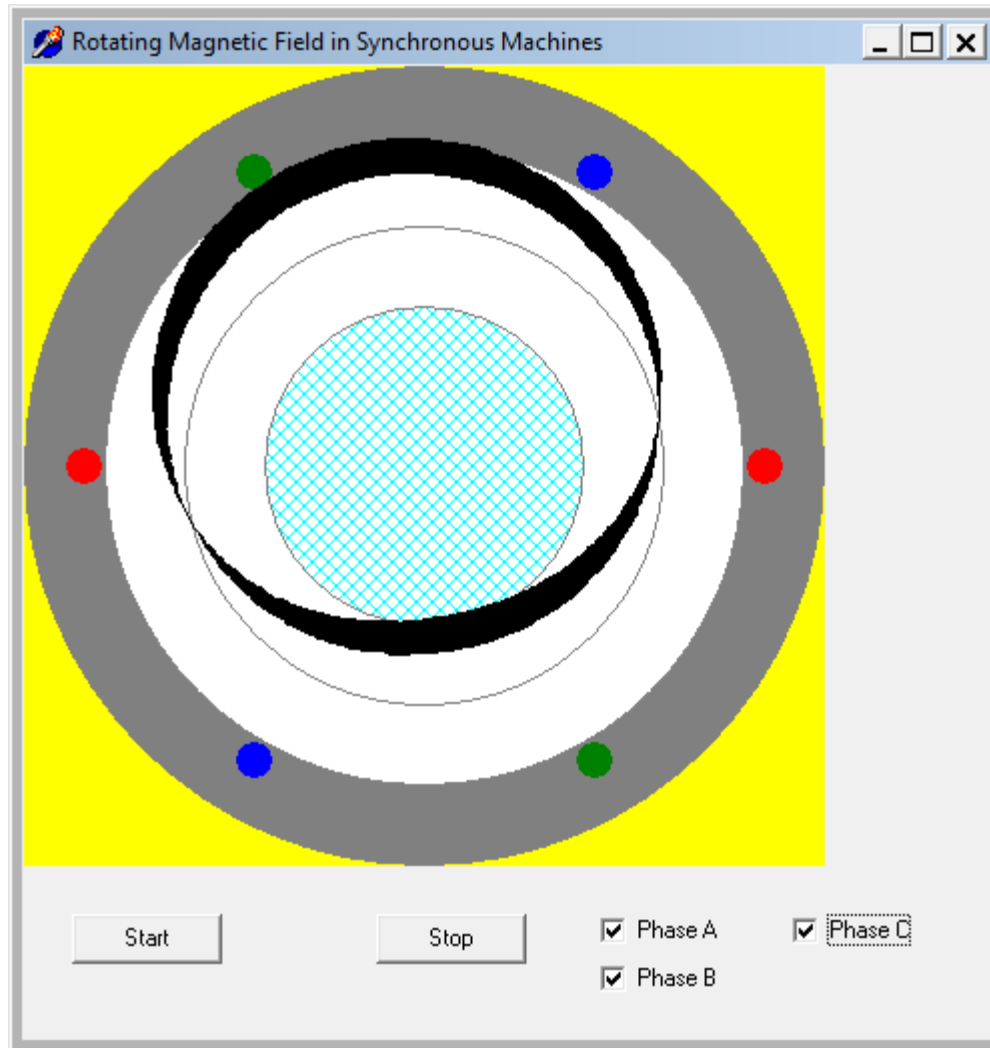 Rotating Magnetic Field in Synchronous Machines
Start
Stop
Phase A
Phase C
Phase B